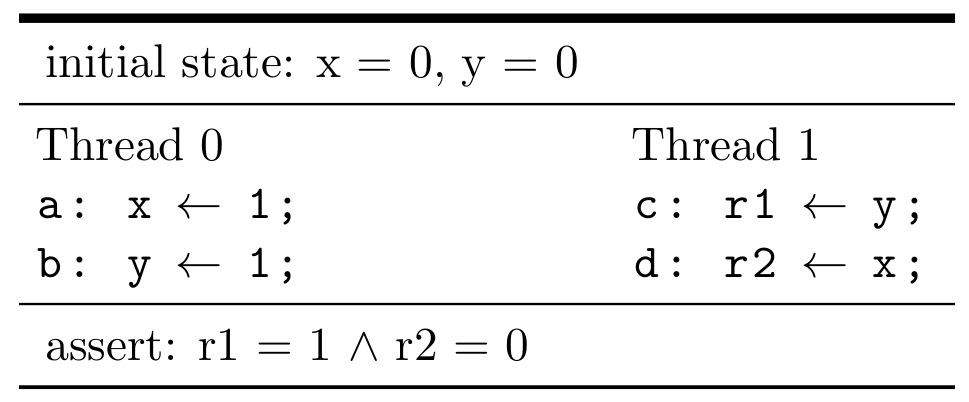 initial state: x = 0, y = 0
Thread 0
a: x ← 1;
b: y ← 1;
Thread 1
c: r1 ← y;
d: r2 ← x;
assert: r1 = 1 ∧ r2 = 0